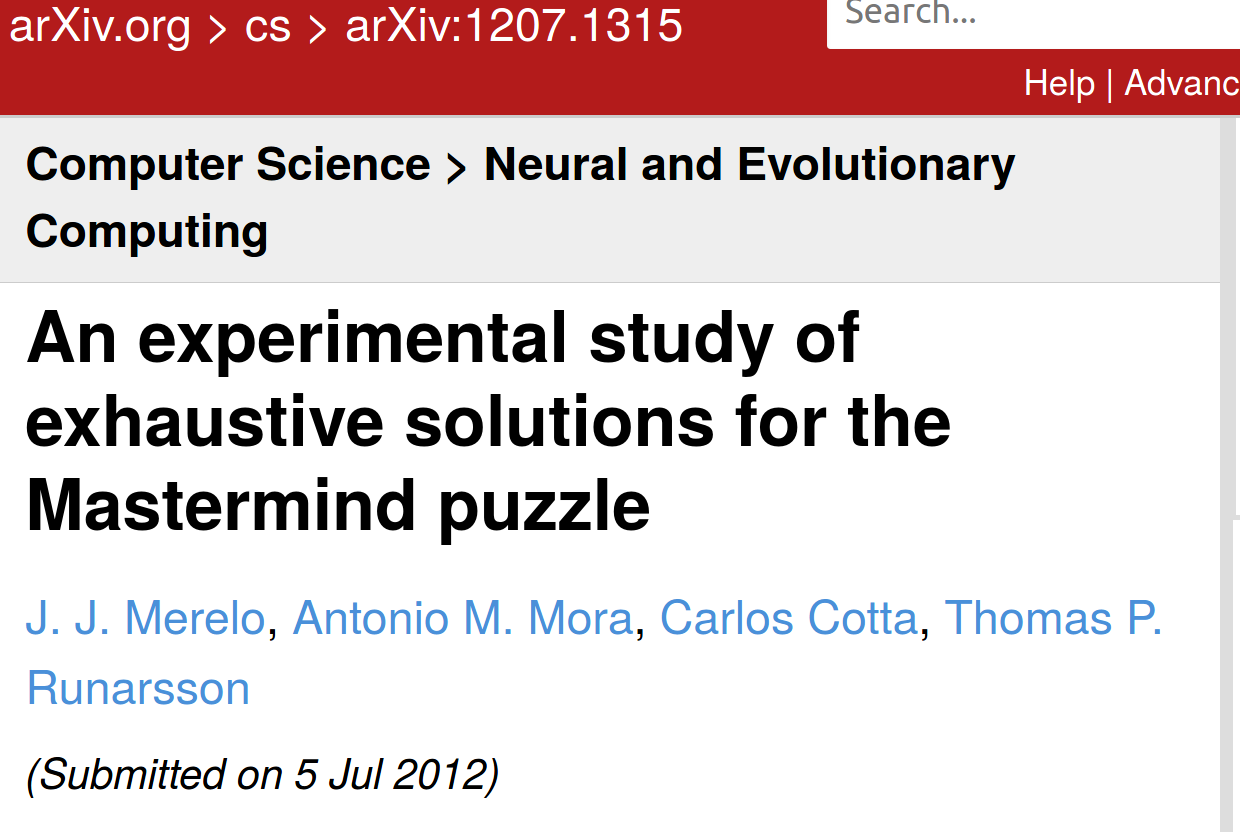 arXiv.org > cs > arXiv:1207.1315
Search...
Help | Advanc
Computer Science > Neural and Evolutionary
Computing
An experimental study of
exhaustive solutions for the
Mastermind puzzle
J. J. Merelo, Antonio M. Mora, Carlos Cotta, Thomas P.
Runarsson
(Submitted on 5 Jul 2012)